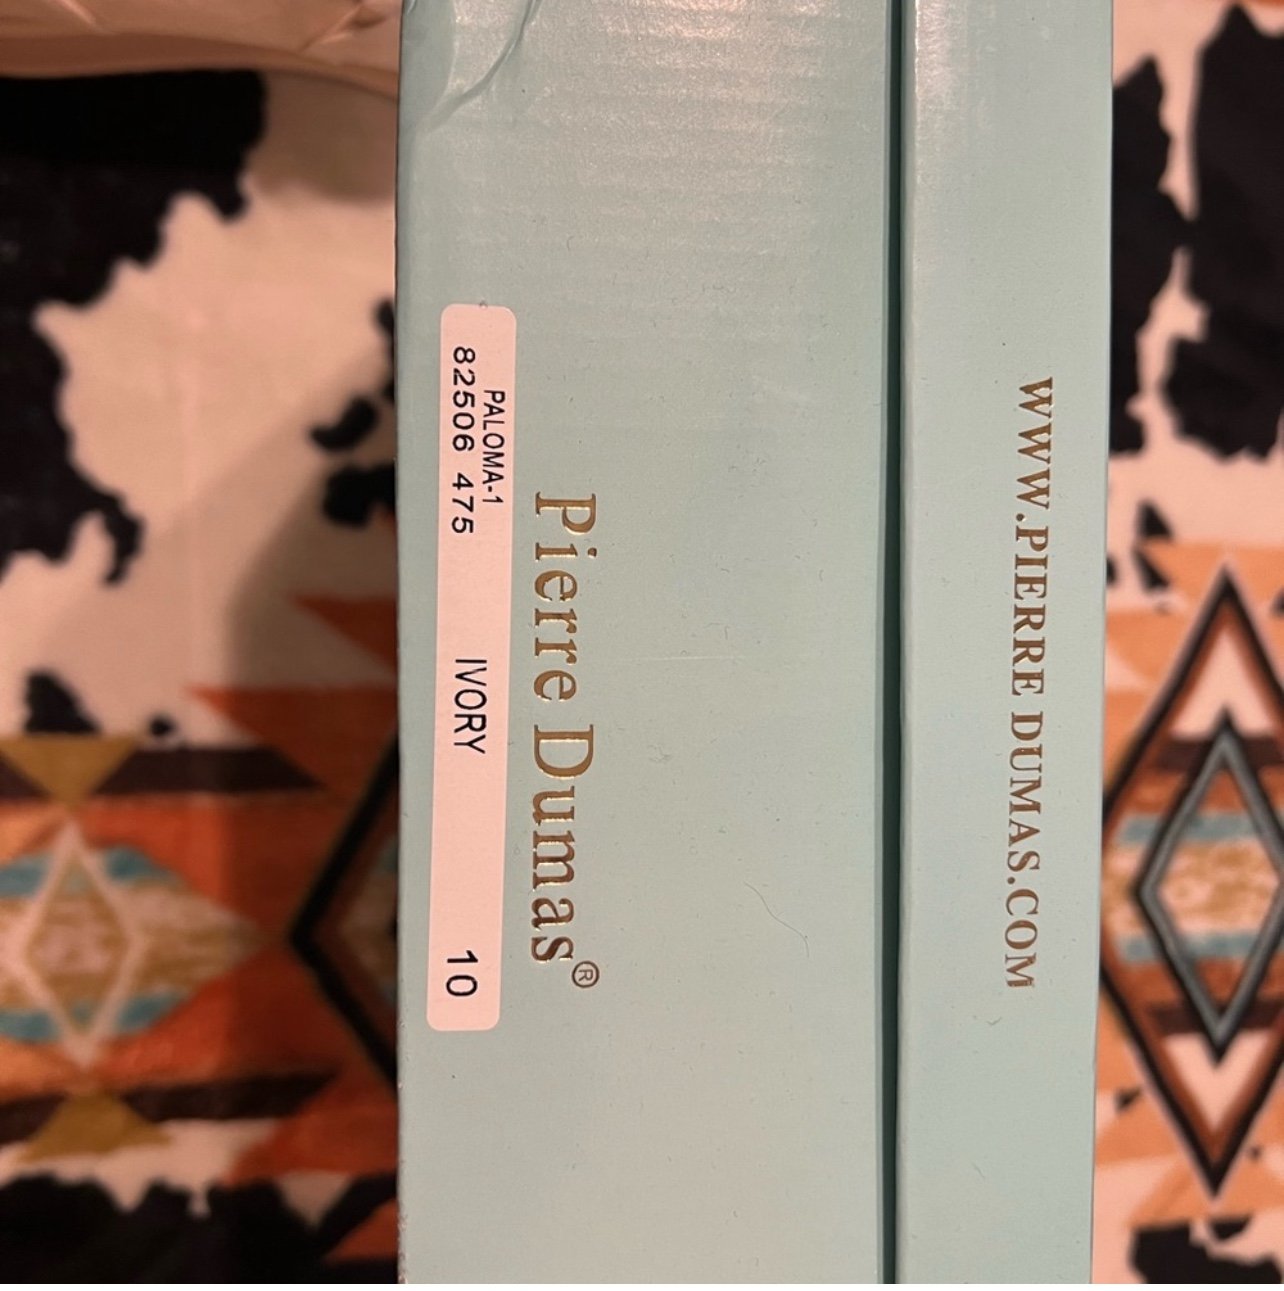 WWW.PIERRE DUMAS.COM
Pierre Dumas®
PALOMA-1
82506 475 IVORY 10